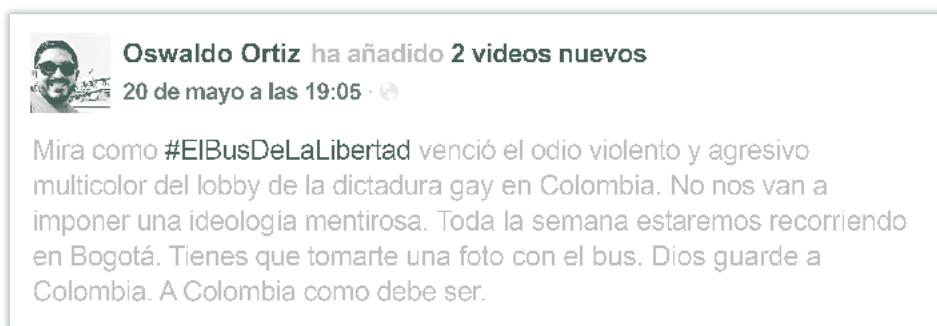 Oswaldo Ortiz ha añadido 2 videos nuevos
20 de mayo a las 19:05 ·
Mira como #ElBusDeLaLibertad venció el odio violento y agresivo
multicolor del lobby de la dictadura gay en Colombia. No nos van a
imponer una ideología mentirosa. Toda la semana estaremos recorriendo
en Bogotá. Tienes que tomarte una foto con el bus. Dios guarde a
Colombia. A Colombia como debe ser.